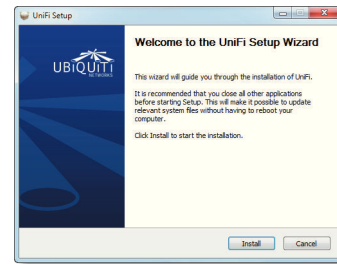 UniFi Setup
Welcome to the UniFi Setup Wizard
UBiQUiTi
NETWORKS
This wizard will guide you through the installation of UniFi.
It is recommended that you close all other applications
before starting Setup. This will make it possible to update
relevant system files without having to reboot your
computer.
Click Install to start the installation.
Install
Cancel